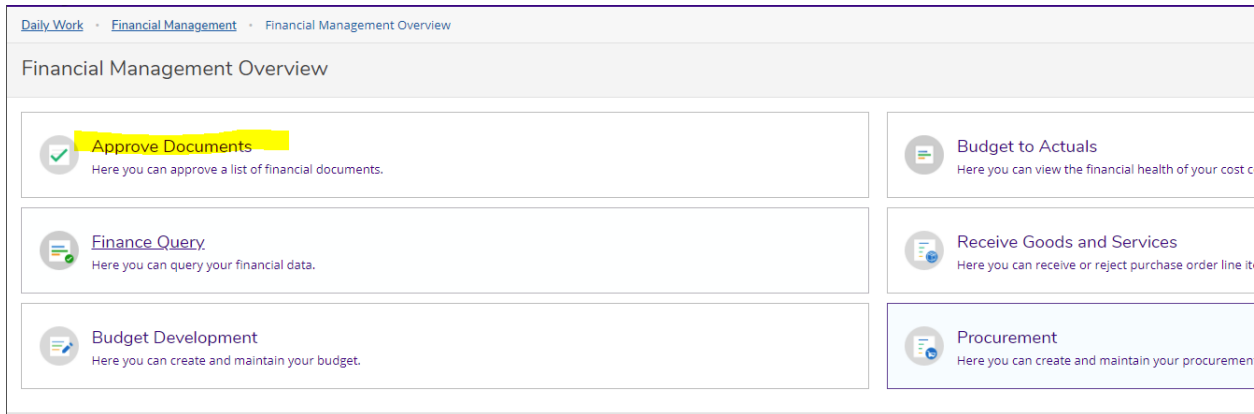 Daily Work • Financial Management • Financial Management Overview
Financial Management Overview
Approve Documents
Here you can approve a list of financial documents.
Budget to Actuals
Here you can view the financial health of your cost
Finance Query
Here you can query your financial data.
Receive Goods and Services
Here you can receive or reject purchase order line
Budget Development
Here you can create and maintain your budget.
Procurement
Here you can create and maintain your